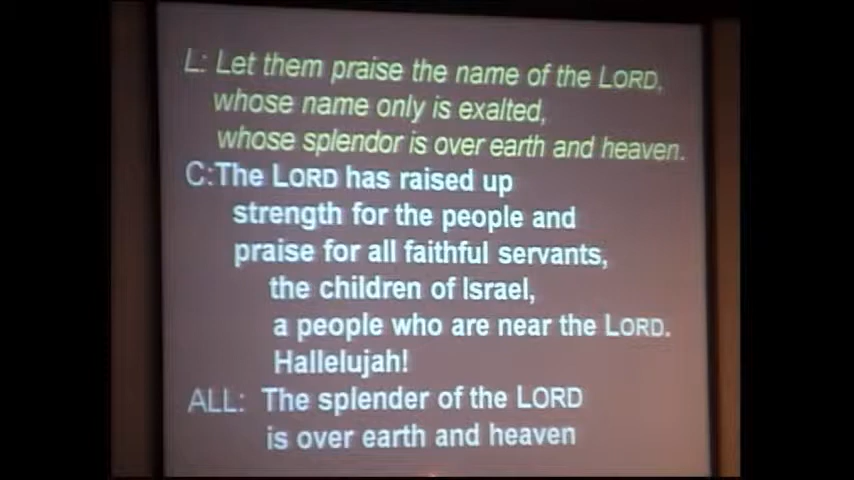 L: Let them praise the name of the LORD,
whose name only is exalted,
whose splendor is over earth and heaven.
C:The LORD has raised up
strength for the people and
praise for all faithful servants,
the children of Israel,
a people who are near the LORD.
Hallelujah!
ALL: The splender of the LORD
is over earth and heaven